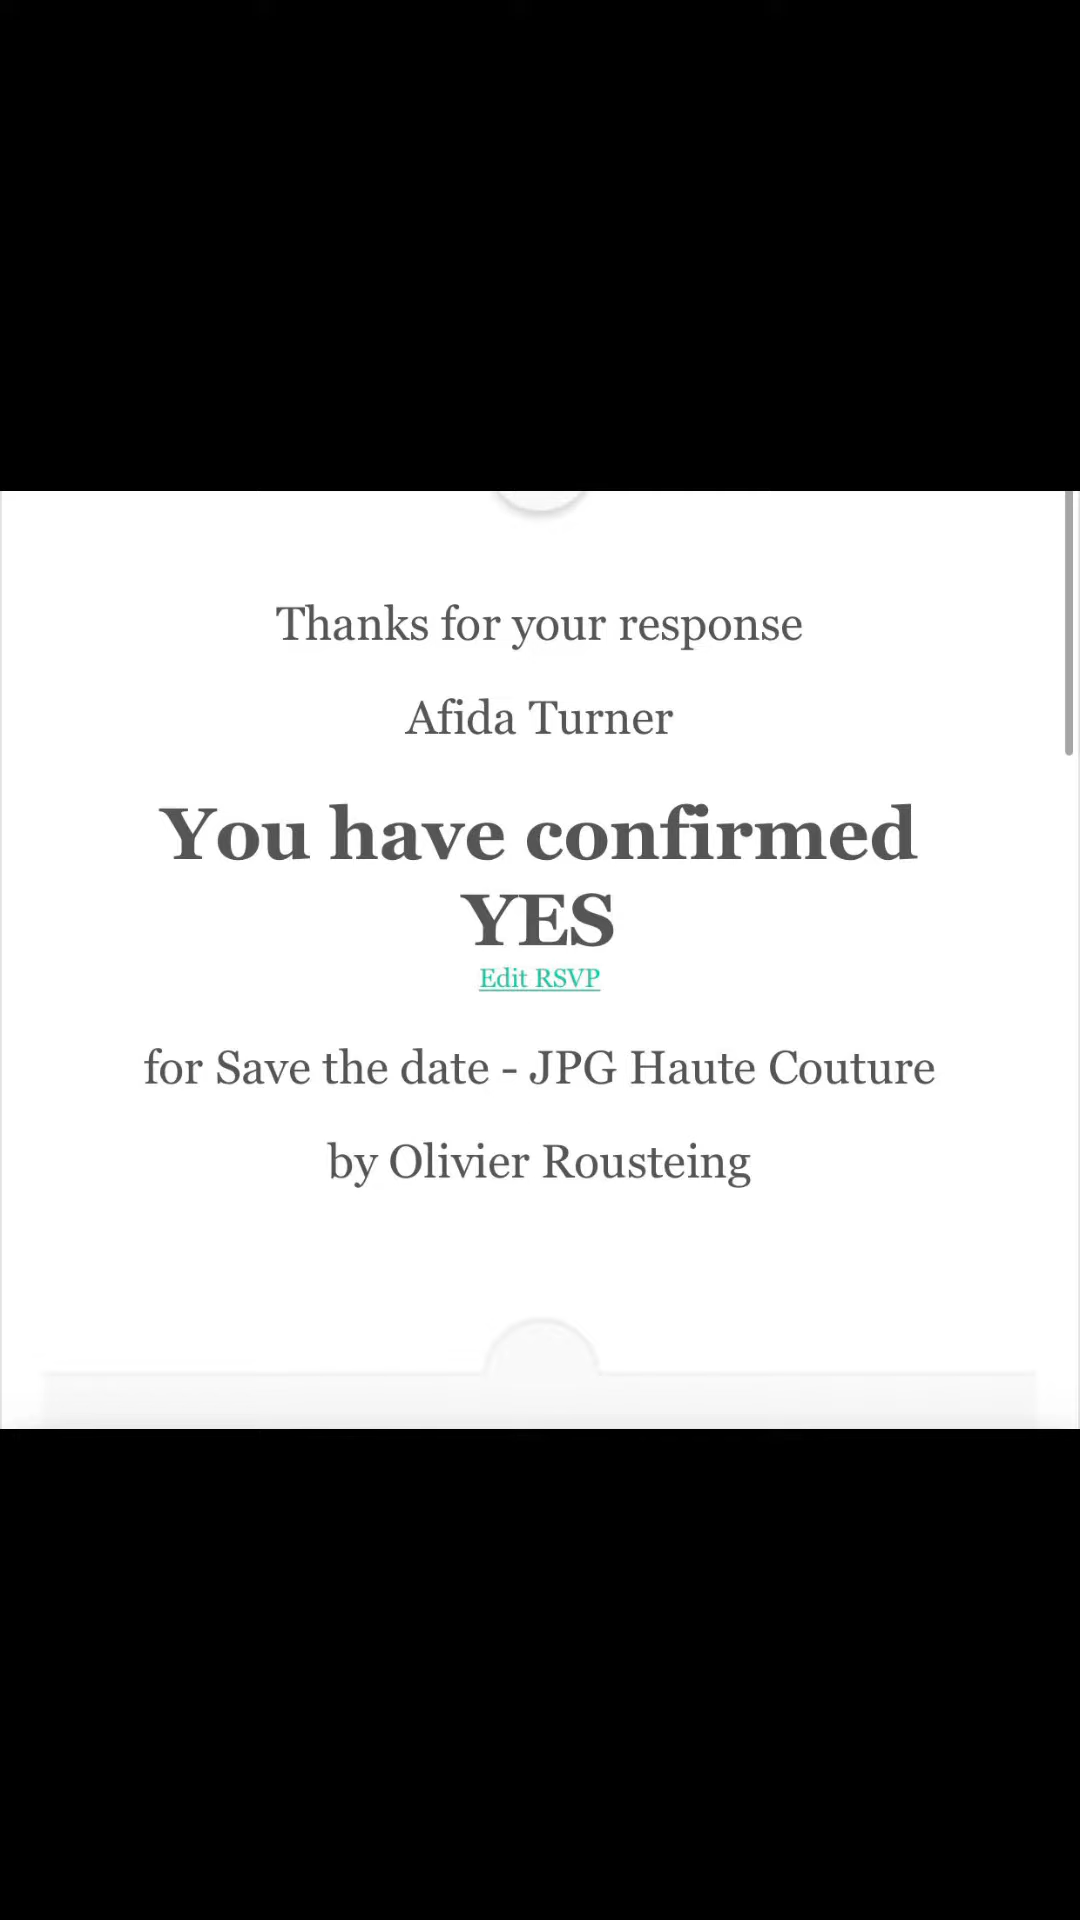 Thanks for your response
Afida Turner
You have confirmed
YES
Edit RSVP
for Save the date - JPG Haute Couture
by Olivier Rousteing